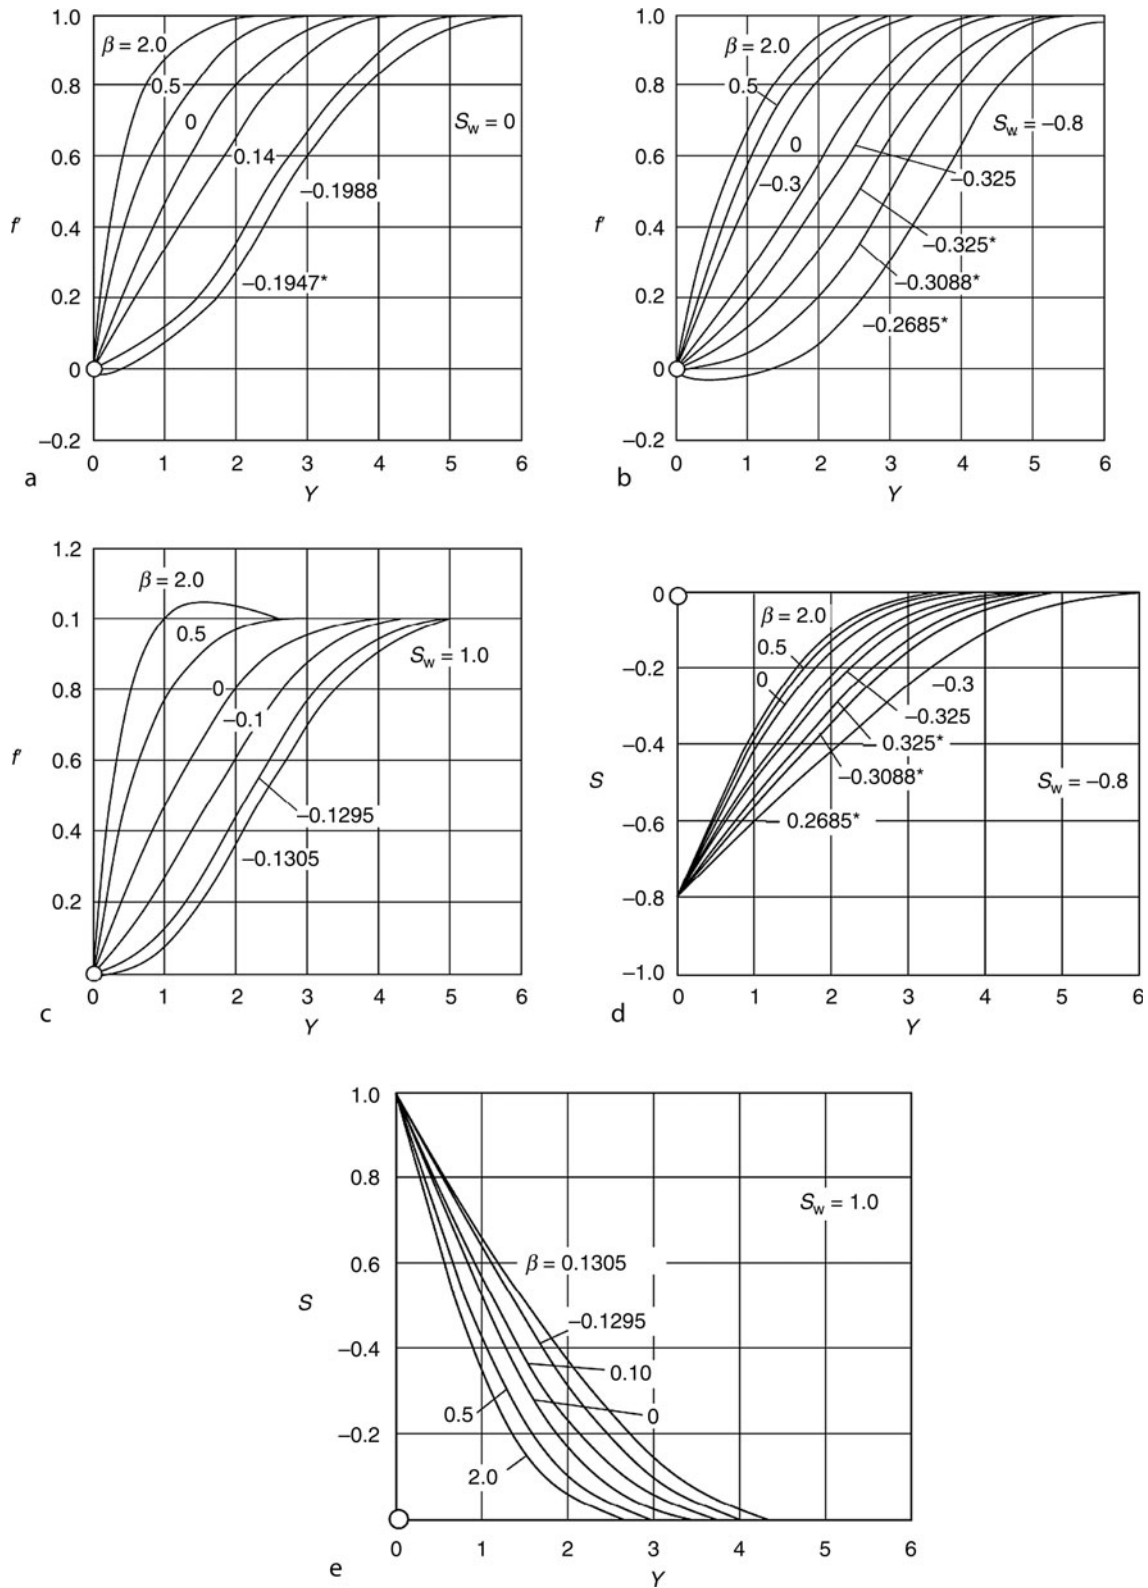 1.0
β = 2.0
0.8
0.5
0
S_w = 0
0.6
0.14
−0.1988
f′
0.4
−0.1947*
0.2
0
−0.2
0 1 2 3 4 5 6
a
Y
1.0
β = 2.0
0.8
0.5
S_w = −0.8
0
0.6
−0.3
−0.325
f′
0.4
−0.325*
−0.3088*
0.2
−0.2685*
0
−0.2
0 1 2 3 4 5 6
b
Y
1.2
β = 2.0
0.1
0.5
S_w = 1.0
0.8
0
−0.1
f′
0.6
−0.1295
0.4
−0.1305
0.2
0
0 1 2 3 4 5 6
c
Y
0
β = 2.0
0.5
−0.2
0
−0.3
−0.325
−0.4
− 0.325*
S
−0.3088*
S_w = −0.8
−0.6
− 0.2685*
−0.8
−1.0
0 1 2 3 4 5 6
d
Y
1.0
0.8
S_w = 1.0
0.6
β = 0.1305
S
−0.1295
−0.4
0.10
0.5
0
−0.2
2.0
0 1 2 3 4 5 6
e
Y